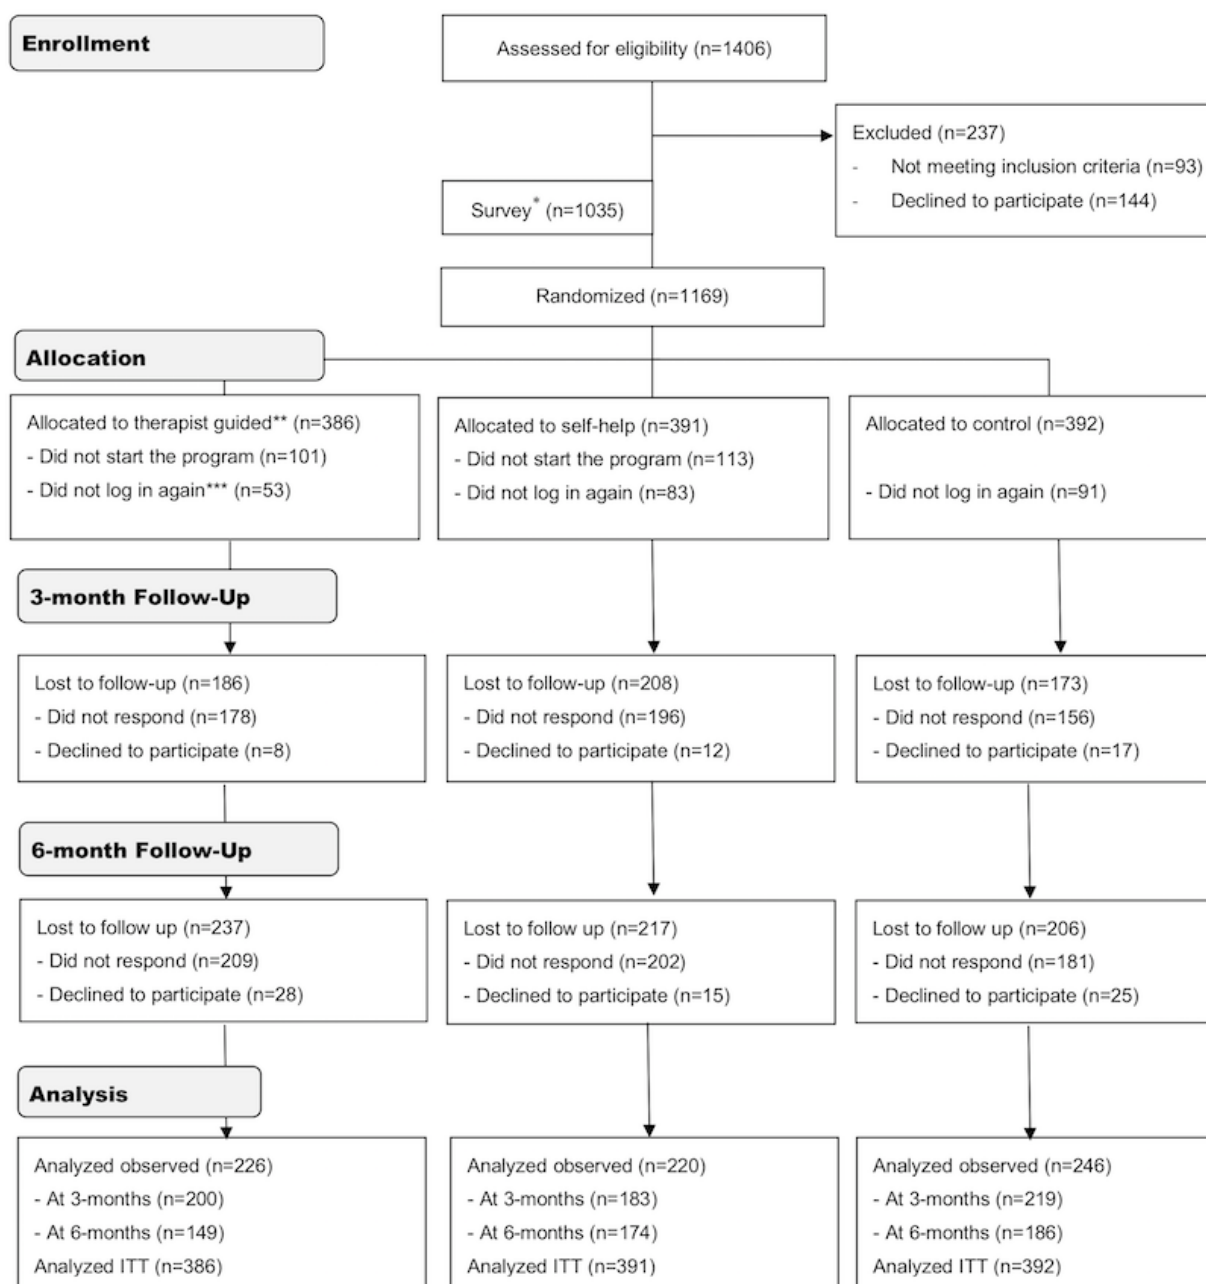 Enrollment
Assessed for eligibility (n=1406)
Excluded (n=237)
- Not meeting inclusion criteria (n=93)
- Declined to participate (n=144)
Survey* (n=1035)
Randomized (n=1169)
Allocation
Allocated to therapist guided** (n=386)
- Did not start the program (n=101)
- Did not log in again*** (n=53)
Allocated to self-help (n=391)
- Did not start the program (n=113)
- Did not log in again (n=83)
Allocated to control (n=392)
- Did not log in again (n=91)
3-month Follow-Up
Lost to follow-up (n=186)
- Did not respond (n=178)
- Declined to participate (n=8)
Lost to follow-up (n=208)
- Did not respond (n=196)
- Declined to participate (n=12)
Lost to follow-up (n=173)
- Did not respond (n=156)
- Declined to participate (n=17)
6-month Follow-Up
Lost to follow up (n=237)
- Did not respond (n=209)
- Declined to participate (n=28)
Lost to follow up (n=217)
- Did not respond (n=202)
- Declined to participate (n=15)
Lost to follow up (n=206)
- Did not respond (n=181)
- Declined to participate (n=25)
Analysis
Analyzed observed (n=226)
- At 3-months (n=200)
- At 6-months (n=149)
Analyzed ITT (n=386)
Analyzed observed (n=220)
- At 3-months (n=183)
- At 6-months (n=174)
Analyzed ITT (n=391)
Analyzed observed (n=246)
- At 3-months (n=219)
- At 6-months (n=186)
Analyzed ITT (n=392)